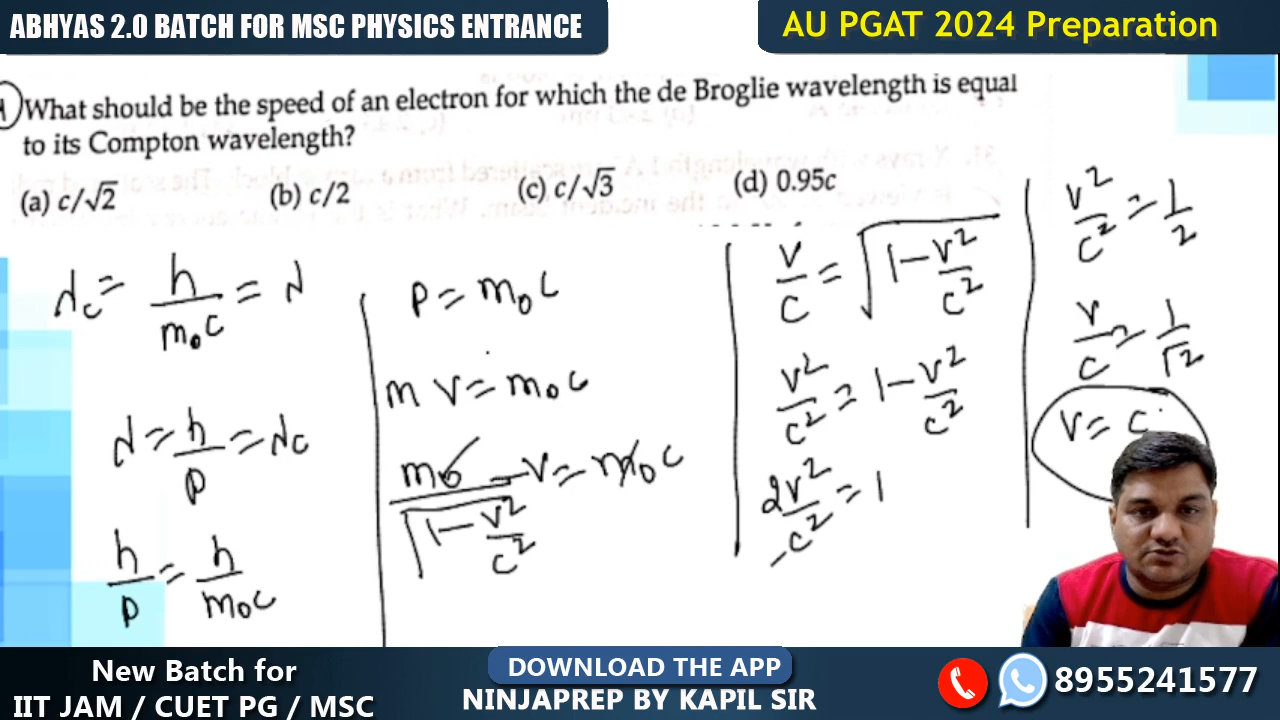 ABHYAS 2.0 BATCH FOR MSC PHYSICS ENTRANCE
AU PGAT 2024 Preparation
What should be the speed of an electron for which the de Broglie wavelength is equal
to its Compton wavelength?
(a) c/√2 (b) c/2 (c) c/√3 (d) 0.95c
λc = h/m₀c = λ
λ = h/p = λc
h/p = h/m₀c
p = m₀c
m v = m₀c
m₀/√(1-v²/c²) v = m₀c
v/c = √(1-v²/c²)
v²/c² = 1-v²/c²
2v²/c² = 1
v²/c² = 1/2
v/c = 1/√2
v = c
New Batch for
IIT JAM / CUET PG / MSC
DOWNLOAD THE APP
NINJAPREP BY KAPIL SIR
8955241577